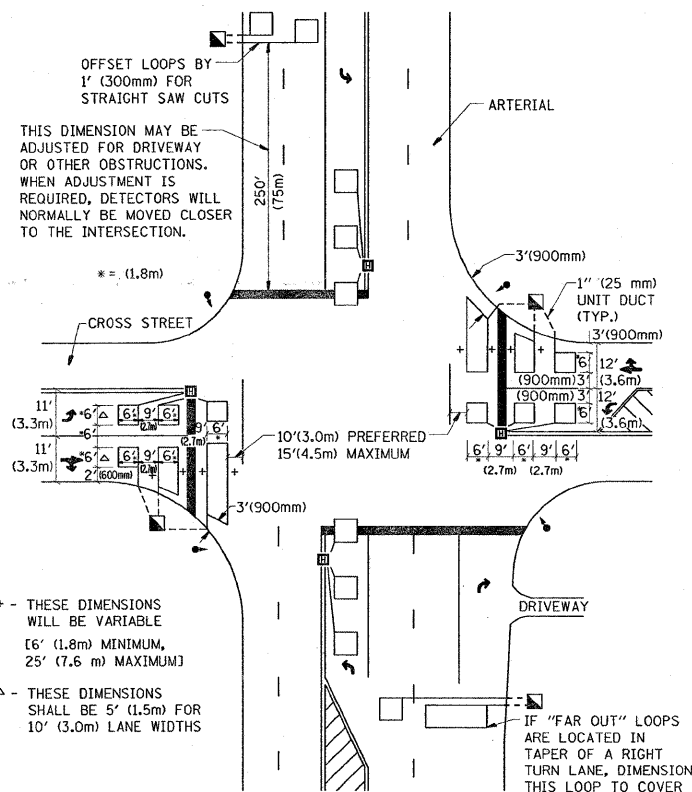 OFFSET LOOPS BY
1' (300mm) FOR
STRAIGHT SAW CUTS
ARTERIAL
THIS DIMENSION MAY BE
ADJUSTED FOR DRIVEWAY
OR OTHER OBSTRUCTIONS.
WHEN ADJUSTMENT IS
REQUIRED, DETECTORS WILL
NORMALLY BE MOVED CLOSER
TO THE INTERSECTION.
250'
(75m)
* = (1.8m)
3'(900mm)
1" (25 mm)
UNIT DUCT
(TYP.)
CROSS STREET
H
3'(900mm)
*6'
12'
(3.6m)
(900mm)3'
(900mm)3'
12'
*6'
(3.6m)
H
6' 9' 6' 9' 6'
* * *
(2.7m) (2.7m)
H
11'
(3.3m)
*6' △ 6'* 9' 6'*
(2.7m)
*6'
9' 6'
(2.7m) *
11'
(3.3m)
*6' △ 6'* 9' 6'*
2' (600mm) (2.7m)
10'(3.0m) PREFERRED
15'(4.5m) MAXIMUM
3'(900mm)
H
+ - THESE DIMENSIONS
WILL BE VARIABLE
[6' (1.8m) MINIMUM,
25' (7.6 m) MAXIMUM]
△ - THESE DIMENSIONS
SHALL BE 5' (1.5m) FOR
10' (3.0m) LANE WIDTHS
DRIVEWAY
IF "FAR OUT" LOOPS
ARE LOCATED IN
TAPER OF A RIGHT
TURN LANE, DIMENSION
THIS LOOP TO COVER